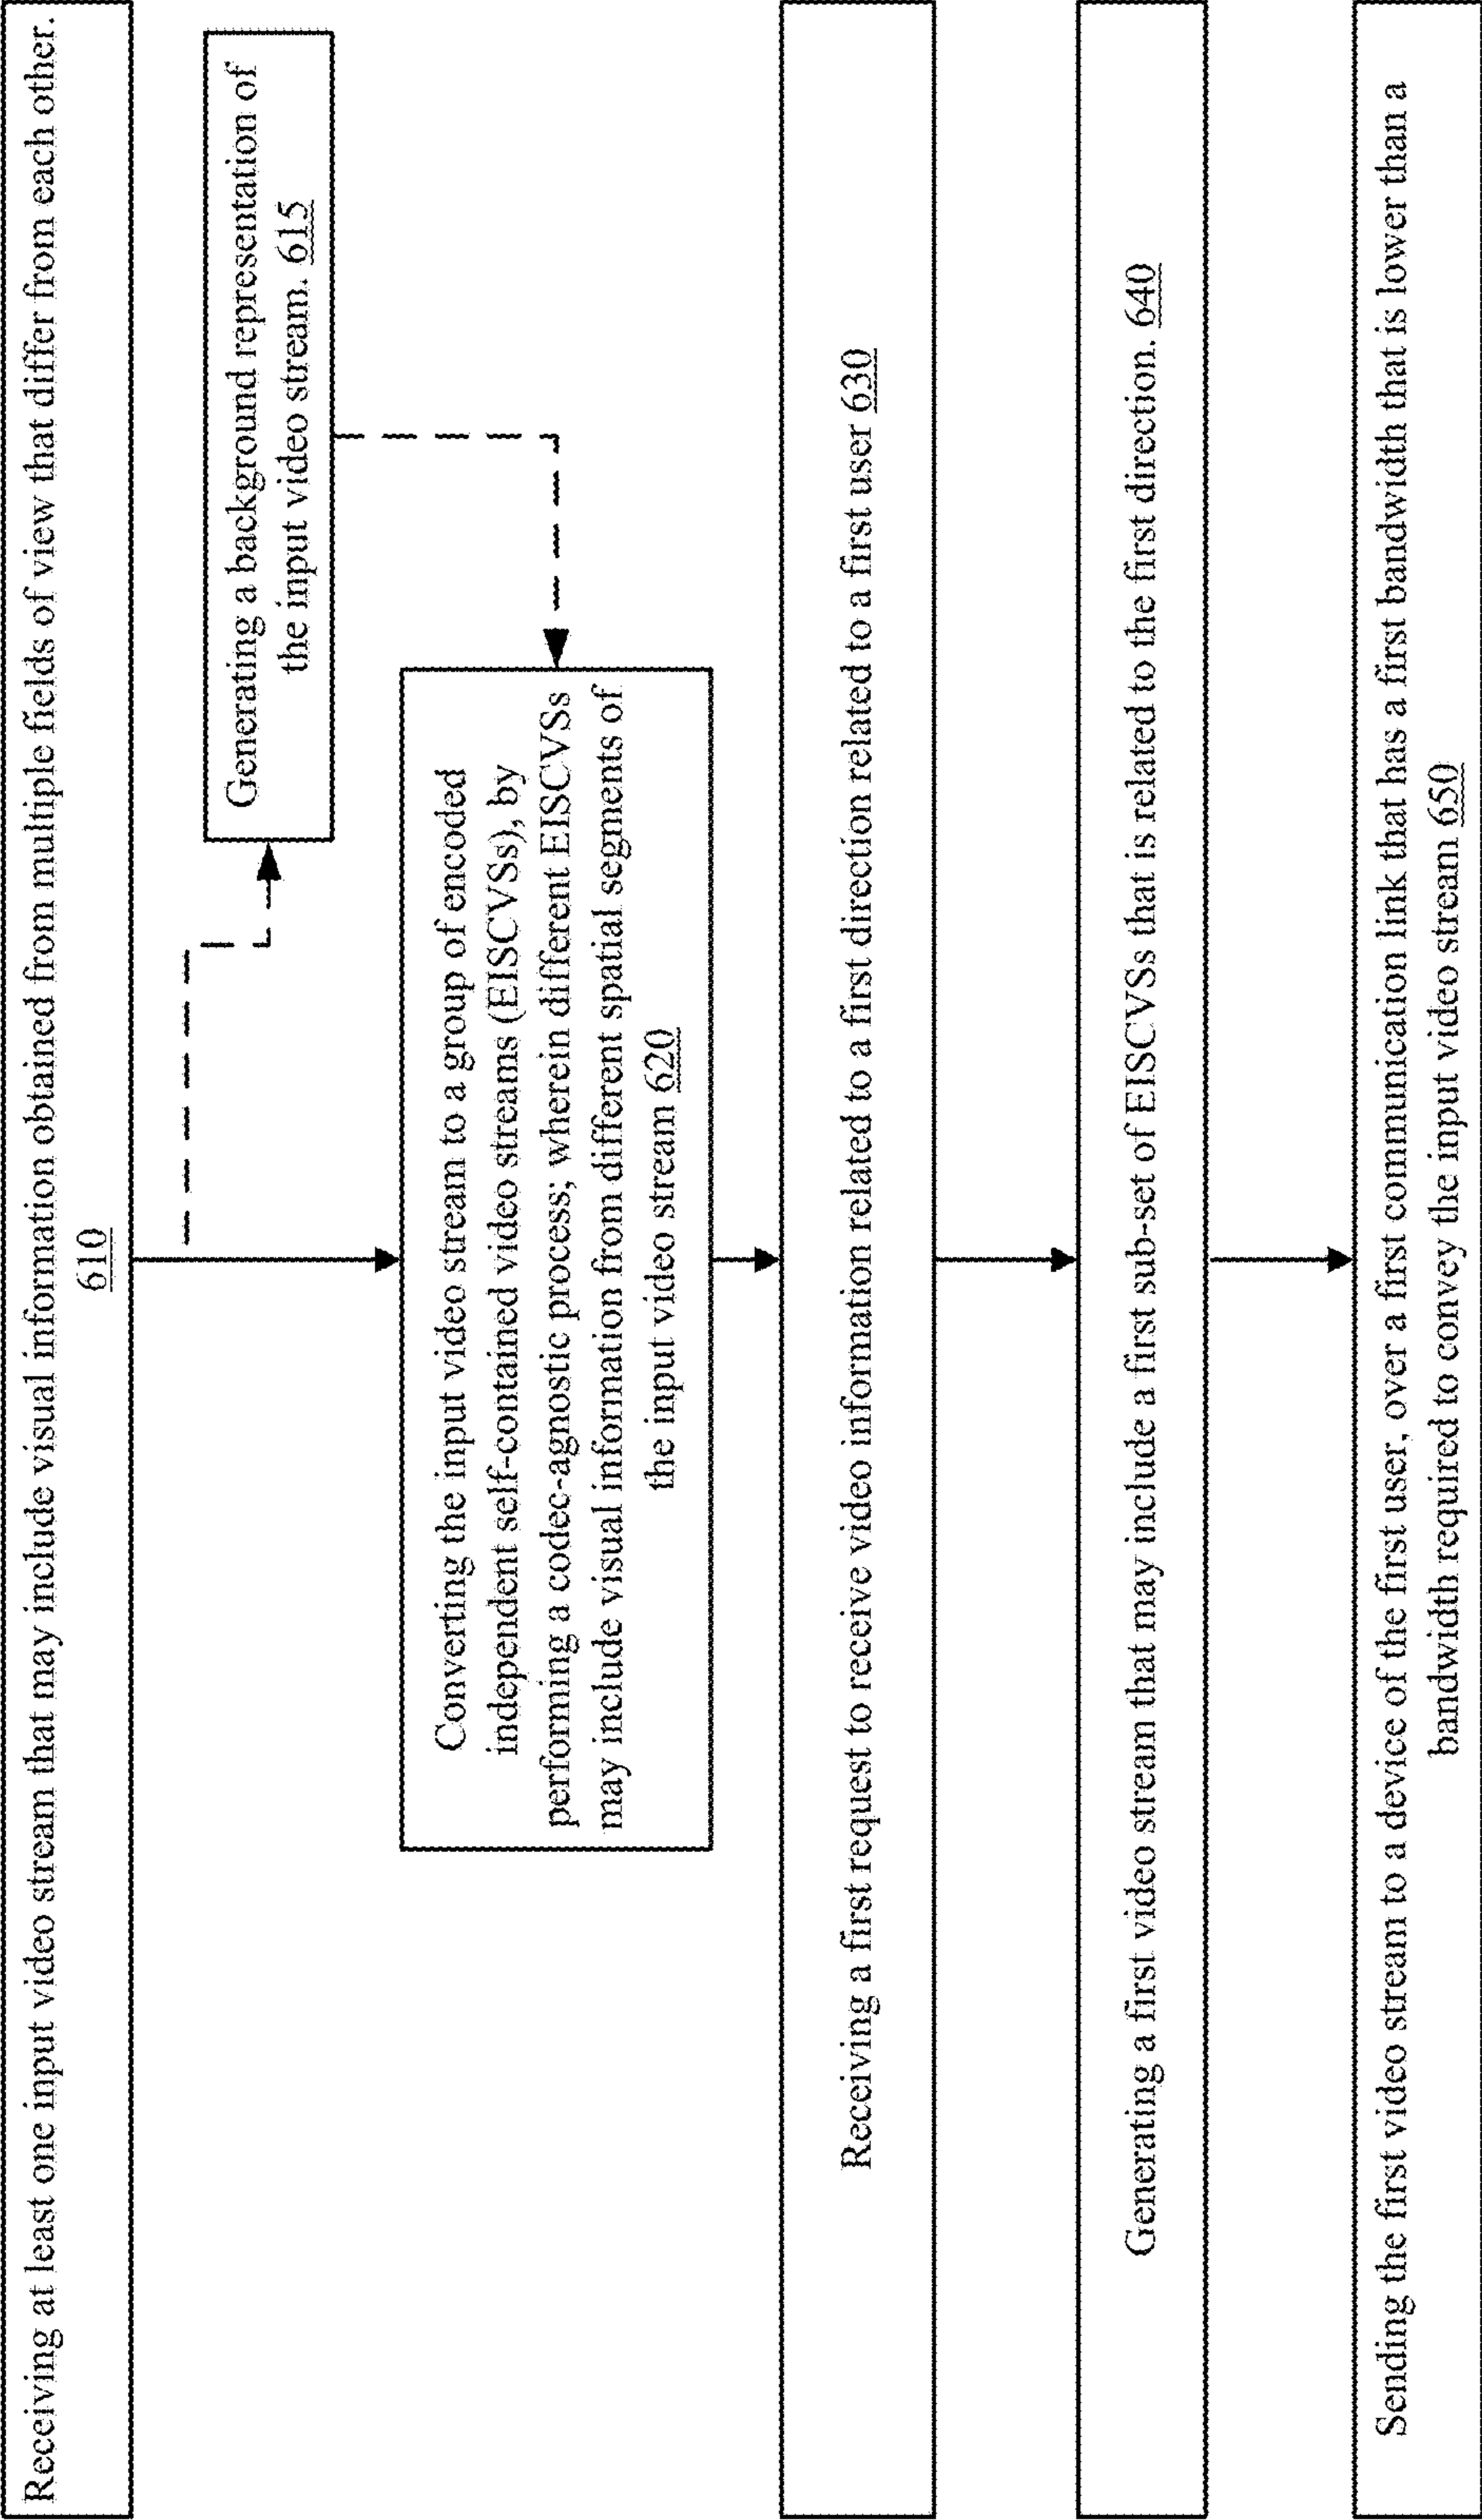 Receiving at least one input video stream that may include visual information obtained from multiple fields of view that differ from each other.
610
Generating a background representation of
the input video stream. 615
Converting the input video stream to a group of encoded
independent self-contained video streams (EISCVSs), by
performing a codec-agnostic process; wherein different EISCVSs
may include visual information from different spatial segments of
the input video stream 620
Receiving a first request to receive video information related to a first direction related to a first user 630
Generating a first video stream that may include a first sub-set of EISCVSs that is related to the first direction. 640
Sending the first video stream to a device of the first user, over a first communication link that has a first bandwidth that is lower than a
bandwidth required to convey the input video stream 650